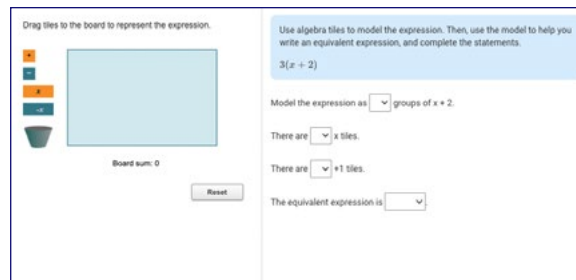 Drag tiles to the board to represent the expression.
+
−
x
-x
Board sum: 0
Reset
Use algebra tiles to model the expression. Then, use the model to help you
write an equivalent expression, and complete the statements.
3(x + 2)
Model the expression as groups of x + 2.
There are x tiles.
There are +1 tiles.
The equivalent expression is .